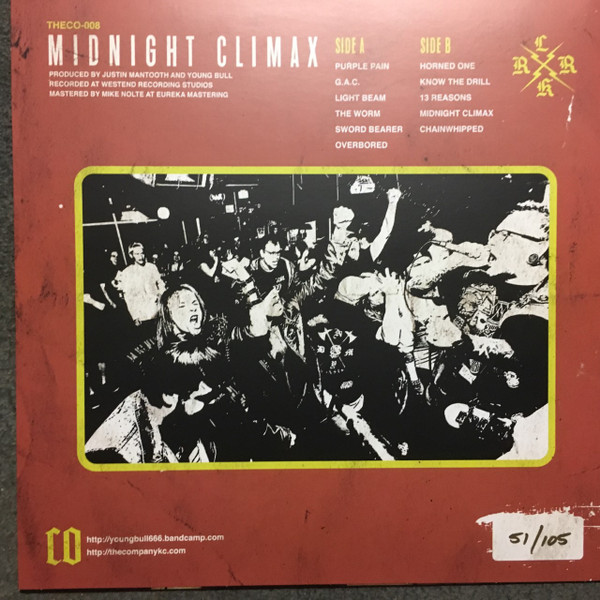 THECO-008
MIDNIGHT CLIMAX
PRODUCED BY JUSTIN MANTOOTH AND YOUNG BULL
RECORDED AT WESTEND RECORDING STUDIOS
MASTERED BY MIKE NOLTE AT EUREKA MASTERING
SIDE A
PURPLE PAIN
G.A.C.
LIGHT BEAM
THE WORM
SWORD BEARER
OVERBORED
SIDE B
HORNED ONE
KNOW THE DRILL
13 REASONS
MIDNIGHT CLIMAX
CHAINWHIPPED
L
R R
K
CO
http://youngbull666.bandcamp.com
http://thecompanykc.com
51/105